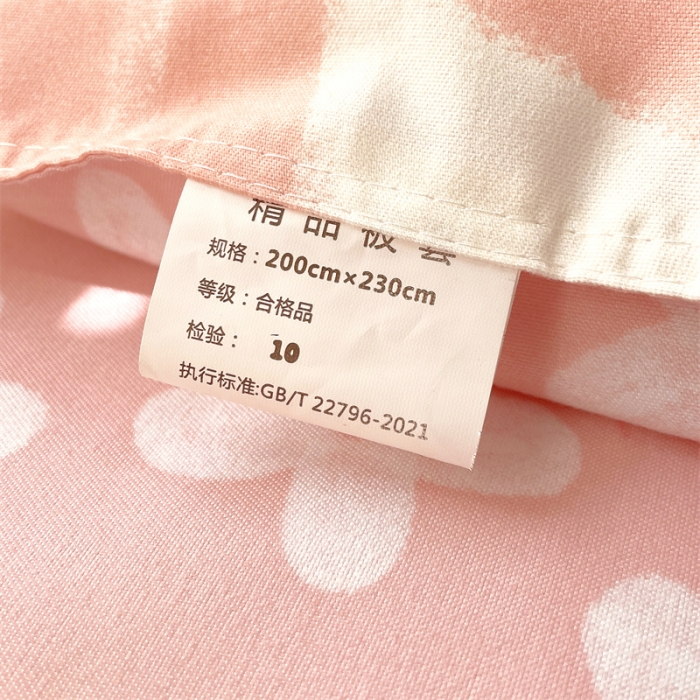 精品被套
规格：200cm×230cm
等级：合格品
检验： 10
执行标准:GB/T 22796-2021